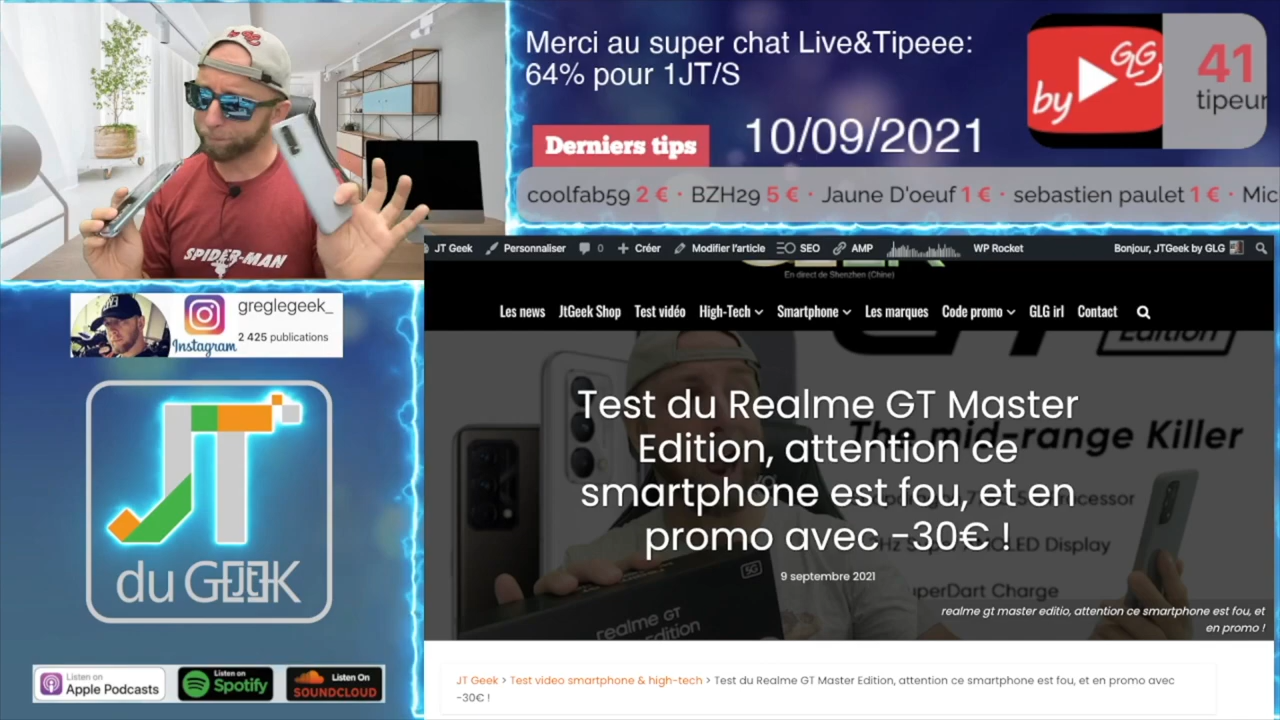 Merci au super chat Live&Tipeee:
64% pour 1JT/S
by GLG
41
tipeur
Derniers tips
10/09/2021
coolfab59 2 € · BZH29 5 € · Jaune D'oeuf 1 € · sebastien paulet 1 € · Mic
SPIDER-MAN
JT Geek Personnaliser 0 Créer Modifier l'article SEO AMP WP Rocket Bonjour, JTGeek by GLG
En direct de Shenzhen (Chine)
Les news JtGeek Shop Test vidéo High-Tech Smartphone Les marques Code promo GLG irl Contact
greglegeek_
2 425 publications
Instagram
JT
du GEEK
Listen on
Apple Podcasts
Listen on
Spotify
Listen On
SOUNDCLOUD
Edition
The mid-range Killer
Test du Realme GT Master
Edition, attention ce
smartphone est fou, et en
promo avec -30€ !
9 septembre 2021
5G
realme GT
realme gt master editio, attention ce smartphone est fou, et
en promo !
JT Geek > Test video smartphone & high-tech > Test du Realme GT Master Edition, attention ce smartphone est fou, et en promo avec
-30€ !